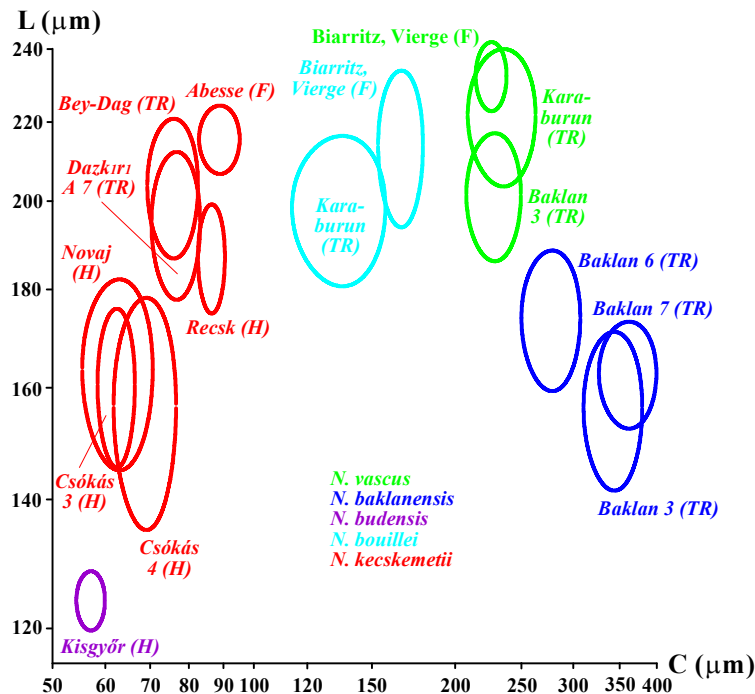 L (μm)
240
220
200
180
160
140
120
Biarritz, Vierge (F)
Biarritz,
Vierge (F)
Abesse (F)
Bey-Dag (TR)
Kara-
burun
(TR)
Dazkırı
A 7 (TR)
Baklan
3 (TR)
Kara-
burun
(TR)
Novaj
(H)
Baklan 6 (TR)
Baklan 7 (TR)
Recsk (H)
Csókás
3 (H)
N. vascus
N. baklanensis
N. budensis
N. bouillei
N. kecskemetii
Baklan 3 (TR)
Csókás
4 (H)
Kisgyőr (H)
50 60 70 80 90 100 120 140 160 200 250 300 350 400 C (μm)